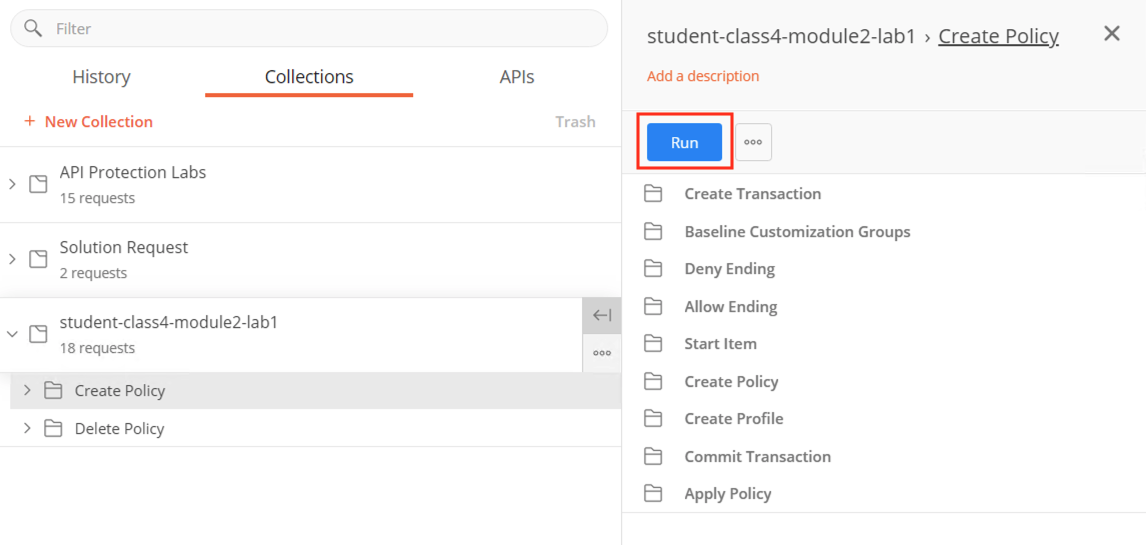 Filter
History
Collections
APIs
+ New Collection
Trash
API Protection Labs
15 requests
Solution Request
2 requests
student-class4-module2-lab1
18 requests
Create Policy
Delete Policy
student-class4-module2-lab1 › Create Policy
Add a description
Run
Create Transaction
Baseline Customization Groups
Deny Ending
Allow Ending
Start Item
Create Policy
Create Profile
Commit Transaction
Apply Policy